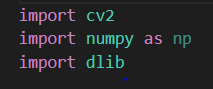 import cv2
import numpy as np
import dlib